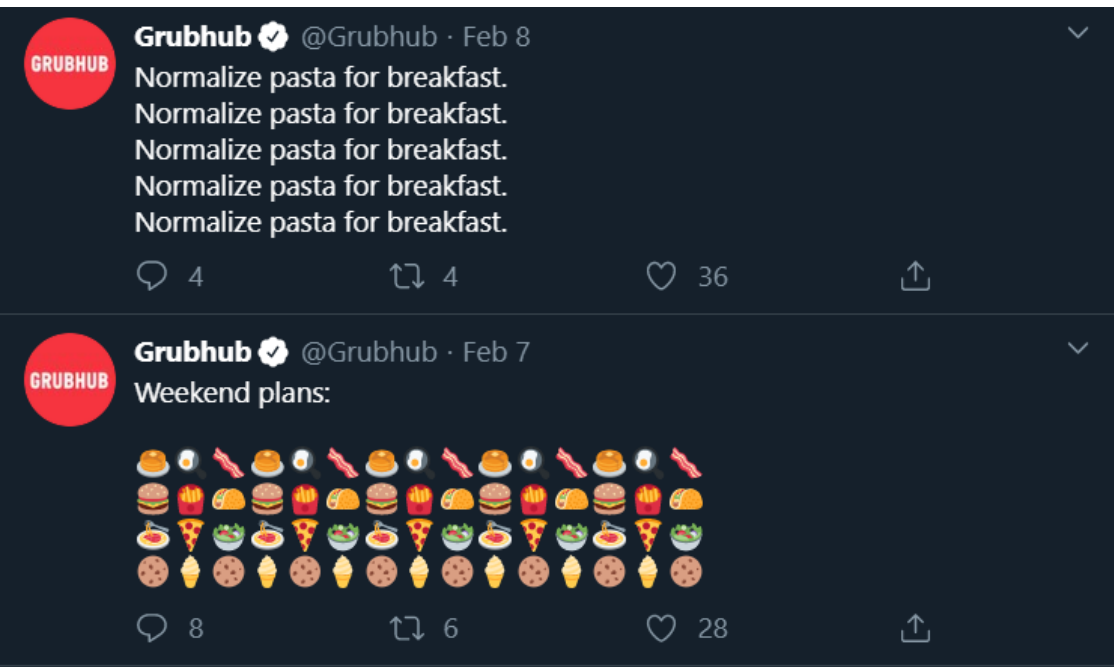 GRUBHUB
Grubhub @Grubhub · Feb 8
Normalize pasta for breakfast.
Normalize pasta for breakfast.
Normalize pasta for breakfast.
Normalize pasta for breakfast.
Normalize pasta for breakfast.
4 4 36
GRUBHUB
Grubhub @Grubhub · Feb 7
Weekend plans:
🥞🍳🥓🥞🍳🥓🥞🍳🥓🥞🍳🥓🥞🍳🥓
🍔🍟🌮🍔🍟🌮🍔🍟🌮🍔🍟🌮🍔🍟🌮
🍝🍕🥗🍝🍕🥗🍝🍕🥗🍝🍕🥗🍝🍕🥗
🍪🍦🍪🍦🍪🍦🍪🍦🍪🍦🍪🍦🍪🍦🍪
8 6 28